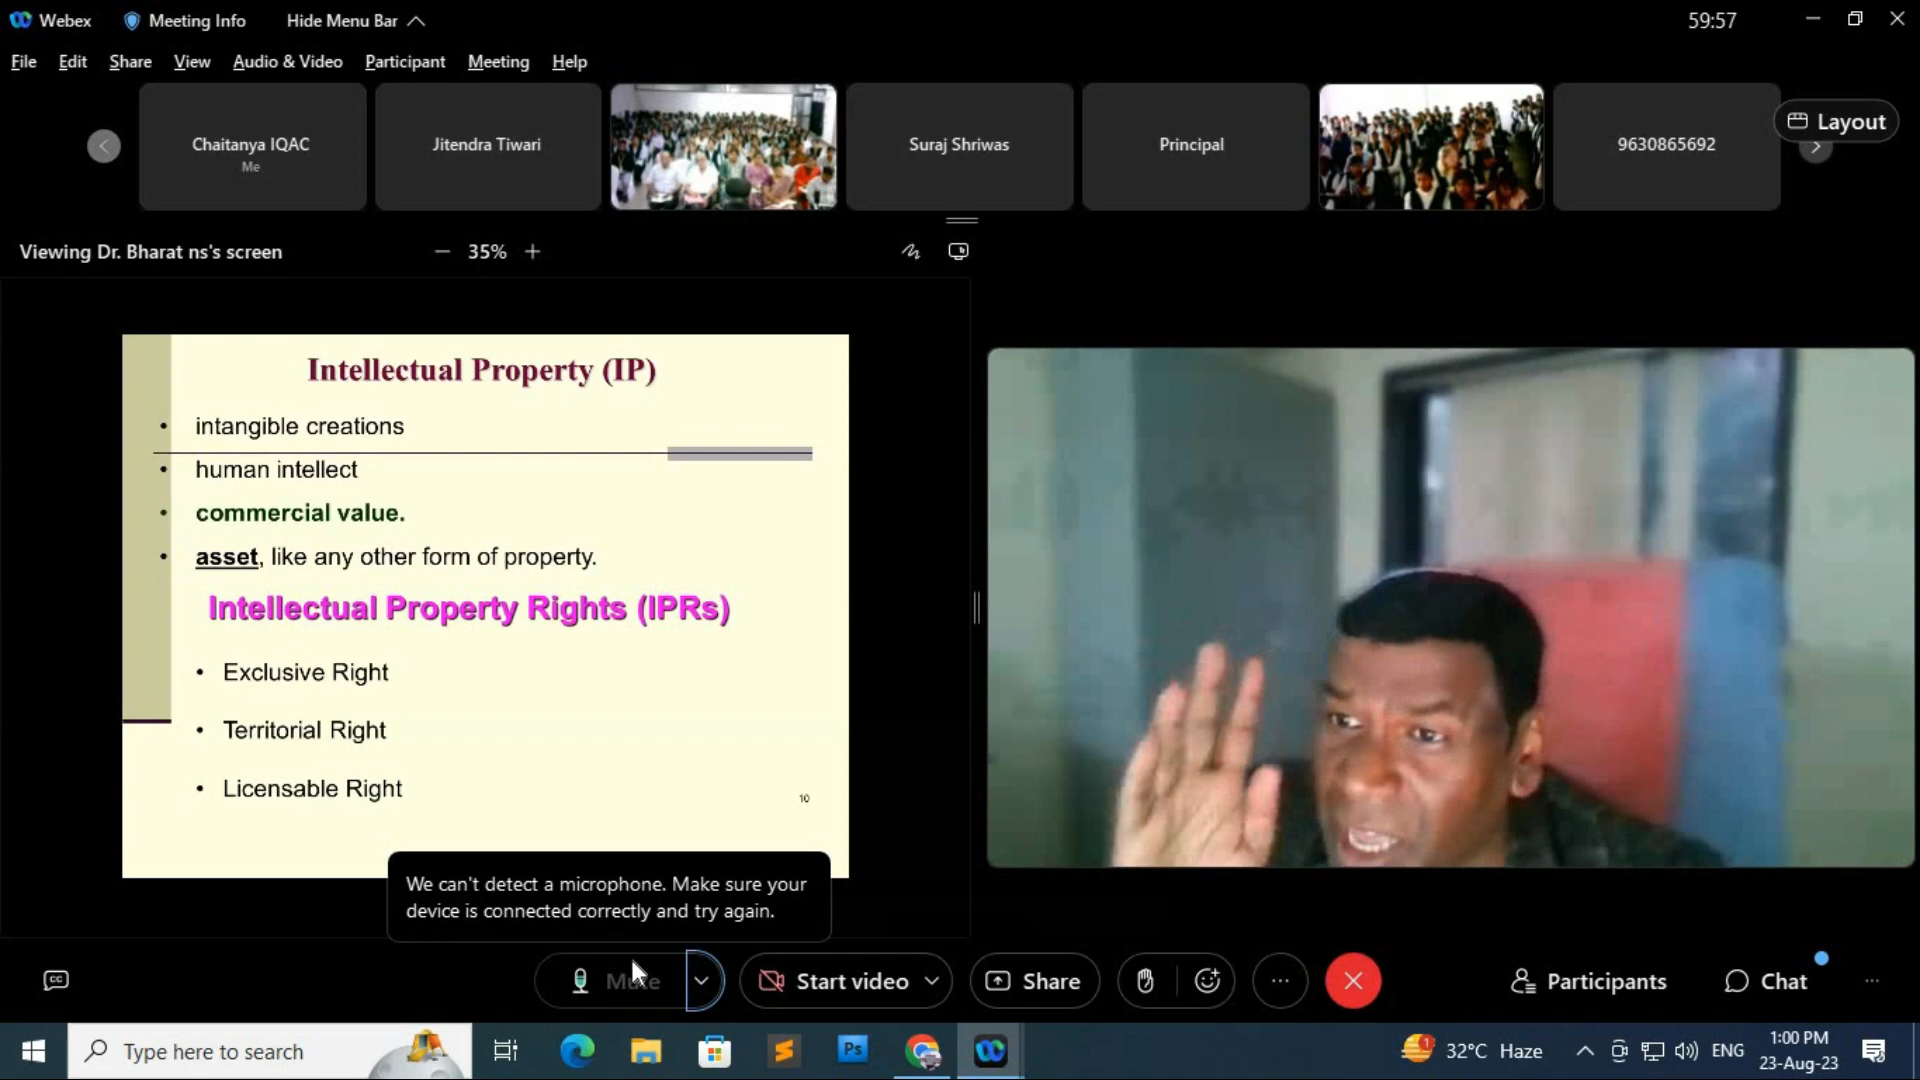 Webex Meeting Info Hide Menu Bar 59:57
File Edit Share View Audio & Video Participant Meeting Help
Chaitanya IQAC
Me
Jitendra Tiwari
Suraj Shriwas
Principal
9630865692
Layout
Viewing Dr. Bharat ns's screen 35%
Intellectual Property (IP)
• intangible creations
• human intellect
• commercial value.
• asset, like any other form of property.
Intellectual Property Rights (IPRs)
• Exclusive Right
• Territorial Right
• Licensable Right
10
We can't detect a microphone. Make sure your
device is connected correctly and try again.
CC Mute Start video Share Participants Chat
Type here to search Ps 1 32°C Haze ENG 1:00 PM
23-Aug-23